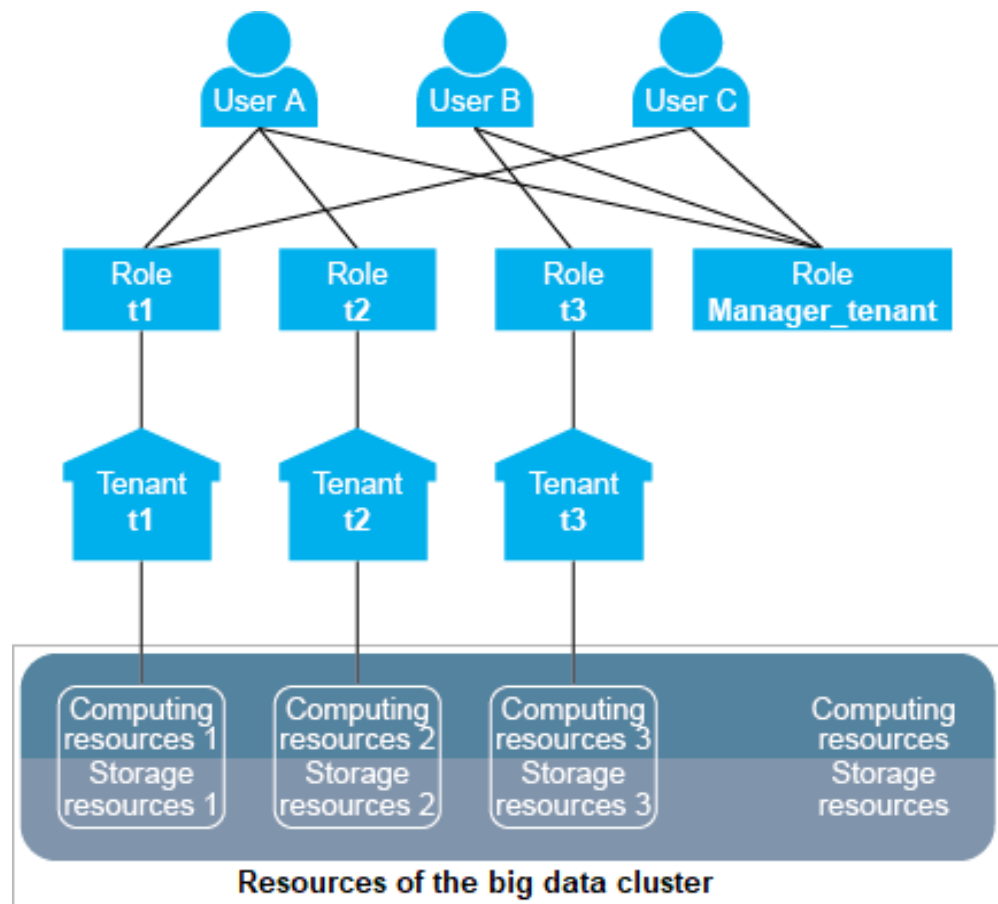 User A
User B
User C
Role
t1
Role
t2
Role
t3
Role
Manager_tenant
Tenant
t1
Tenant
t2
Tenant
t3
Computing
resources 1
Storage
resources 1
Computing
resources 2
Storage
resources 2
Computing
resources 3
Storage
resources 3
Computing
resources
Storage
resources
Resources of the big data cluster